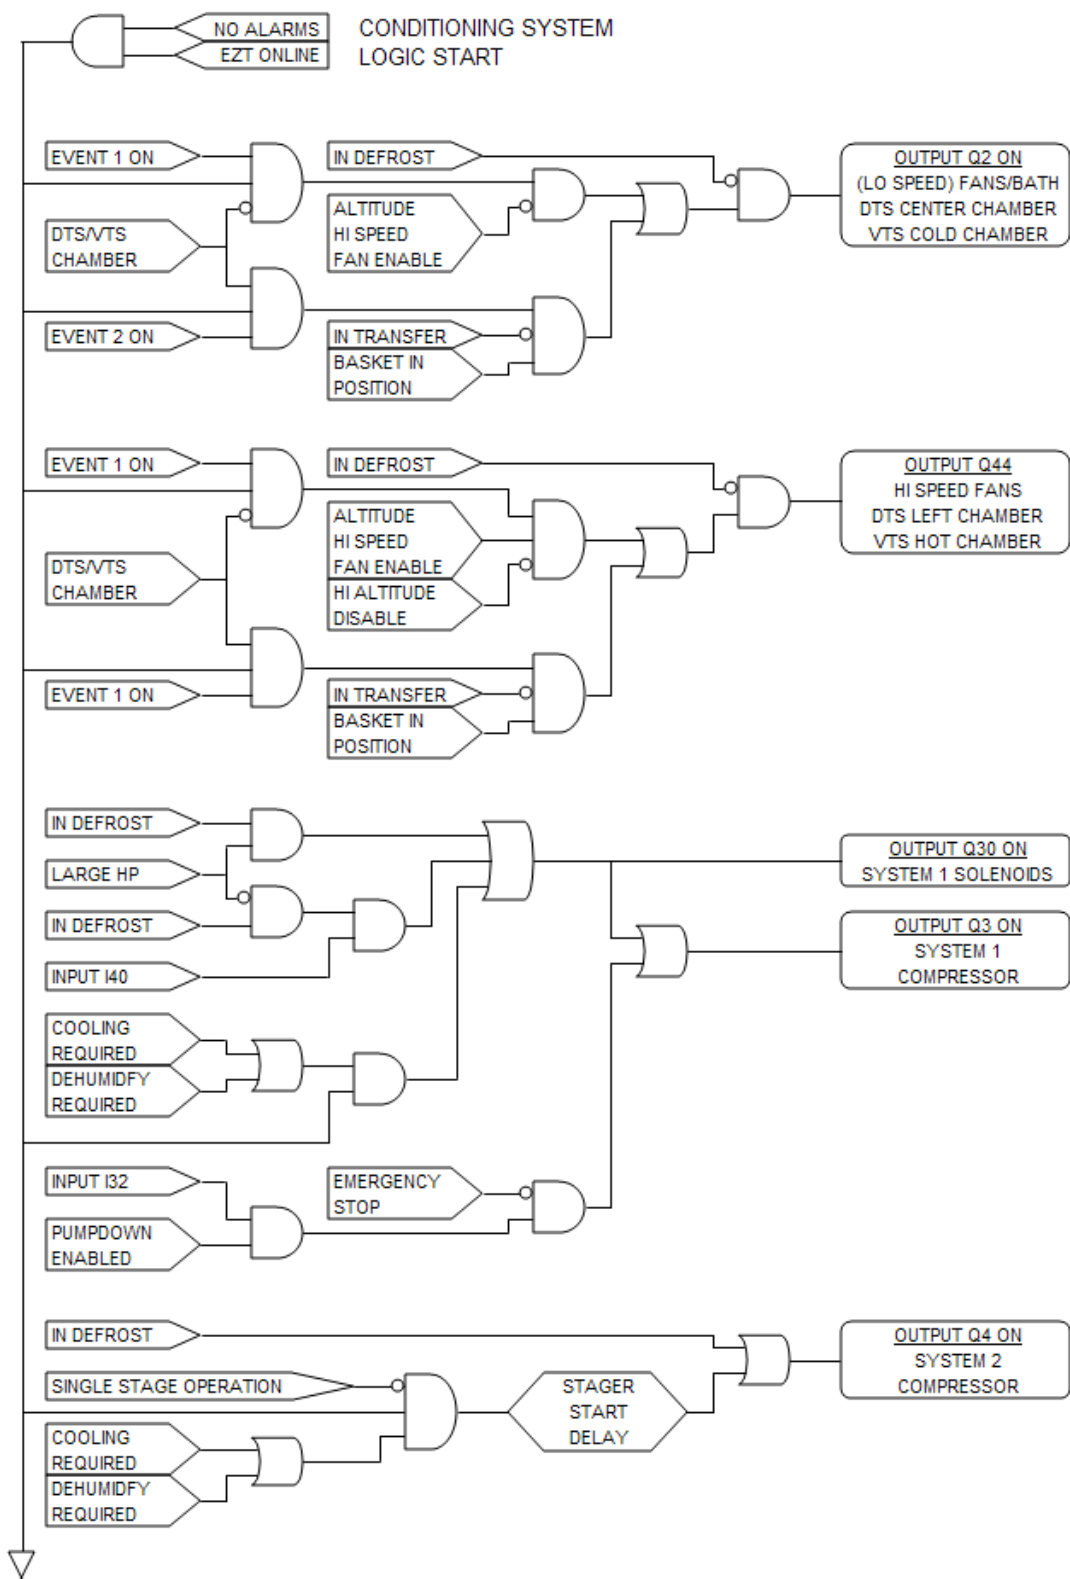 NO ALARMS
EZT ONLINE
CONDITIONING SYSTEM
LOGIC START
EVENT 1 ON
DTS/VTS
CHAMBER
EVENT 2 ON
IN DEFROST
ALTITUDE
HI SPEED
FAN ENABLE
IN TRANSFER
BASKET IN
POSITION
OUTPUT Q2 ON
(LO SPEED) FANS/BATH
DTS CENTER CHAMBER
VTS COLD CHAMBER
EVENT 1 ON
DTS/VTS
CHAMBER
EVENT 1 ON
IN DEFROST
ALTITUDE
HI SPEED
FAN ENABLE
HI ALTITUDE
DISABLE
IN TRANSFER
BASKET IN
POSITION
OUTPUT Q44
HI SPEED FANS
DTS LEFT CHAMBER
VTS HOT CHAMBER
IN DEFROST
LARGE HP
IN DEFROST
INPUT I40
COOLING
REQUIRED
DEHUMIDFY
REQUIRED
OUTPUT Q30 ON
SYSTEM 1 SOLENOIDS
OUTPUT Q3 ON
SYSTEM 1
COMPRESSOR
INPUT I32
PUMPDOWN
ENABLED
EMERGENCY
STOP
IN DEFROST
SINGLE STAGE OPERATION
COOLING
REQUIRED
DEHUMIDFY
REQUIRED
STAGER
START
DELAY
OUTPUT Q4 ON
SYSTEM 2
COMPRESSOR